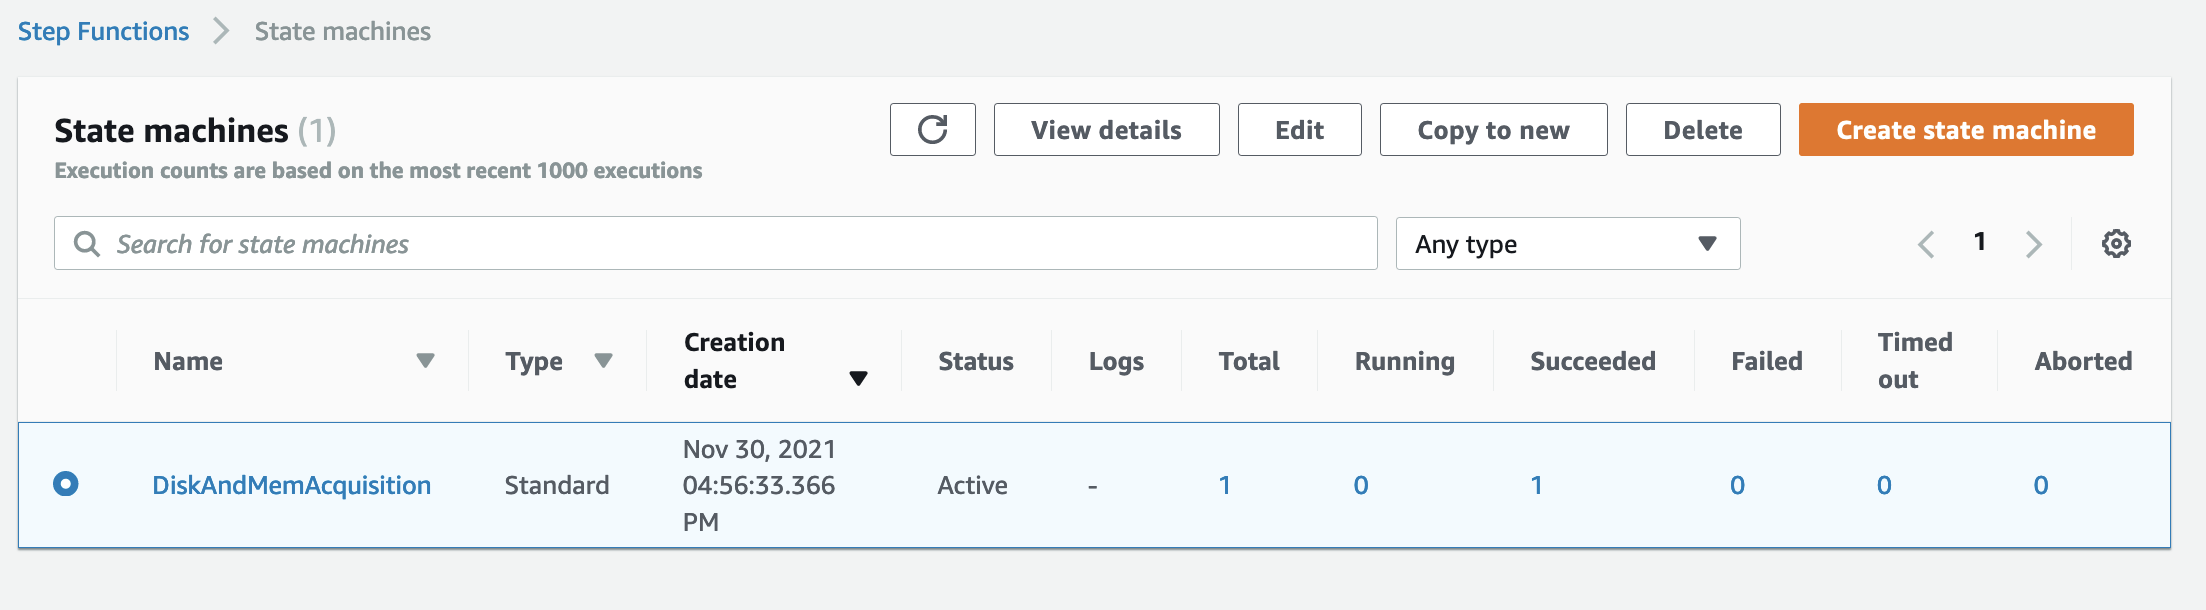 Step Functions > State machines
State machines (1)
Execution counts are based on the most recent 1000 executions
View details
Edit
Copy to new
Delete
Create state machine
Search for state machines
Any type
1
Name
Type
Creation
date
Status
Logs
Total
Running
Succeeded
Failed
Timed
out
Aborted
DiskAndMemAcquisition
Standard
Nov 30, 2021
04:56:33.366
PM
Active
-
1
0
1
0
0
0